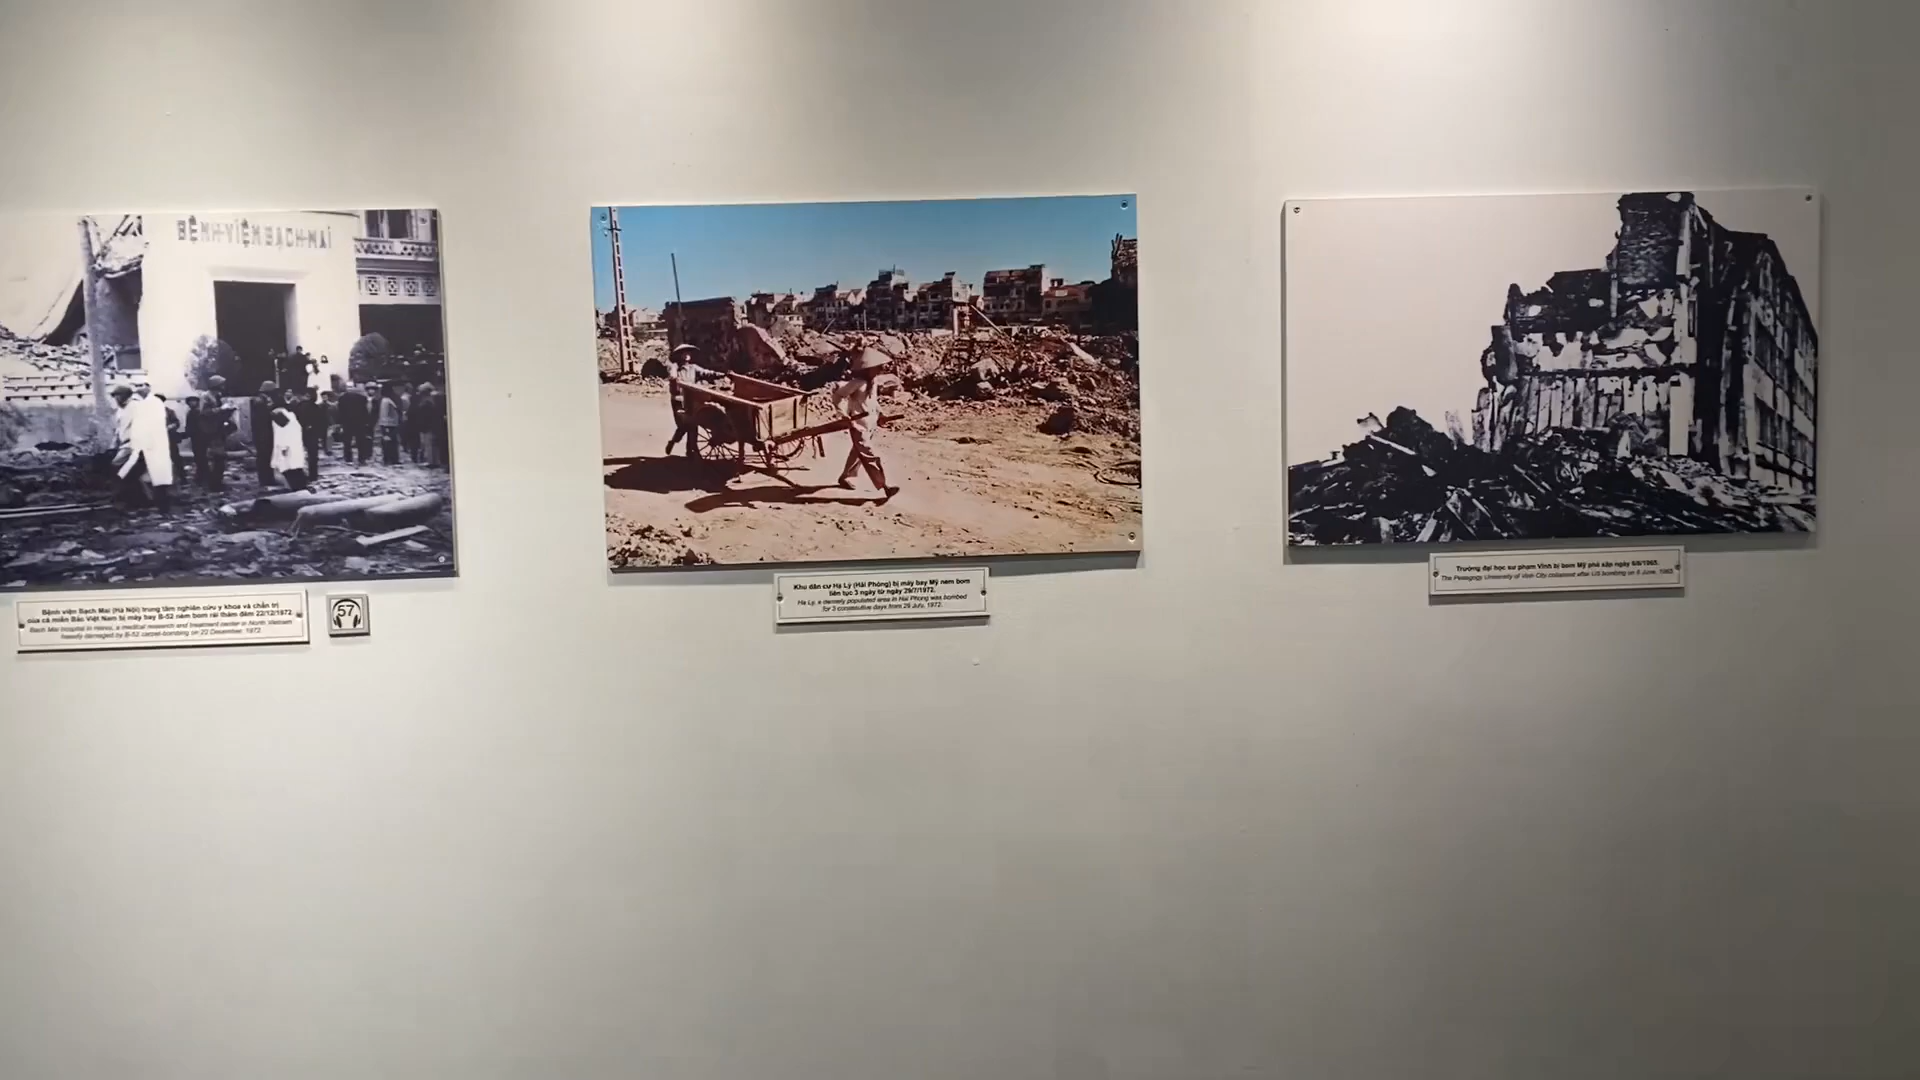 BỆNH VIỆN BẠCH MAI
Bệnh viện Bạch Mai (Hà Nội) trung tâm nghiên cứu y khoa và chẩn trị
của cả miền Bắc Việt Nam bị máy bay B-52 ném bom rải thảm đêm 22/12/1972.
Bach Mai hospital in Hanoi, a medical research and treatment center in North Vietnam
heavily damaged by B-52 carpet-bombing on 22 December, 1972.
57
Khu dân cư Hạ Lý (Hải Phòng) bị máy bay Mỹ ném bom
liên tục 3 ngày từ ngày 29/7/1972.
Ha Ly, a densely populated area in Hai Phong was bombed
for 3 consecutive days from 29 July, 1972.
Trường đại học sư phạm Vinh bị bom Mỹ phá sập ngày
The Pedagogy University of Vinh City collapsed after US bombing on June,